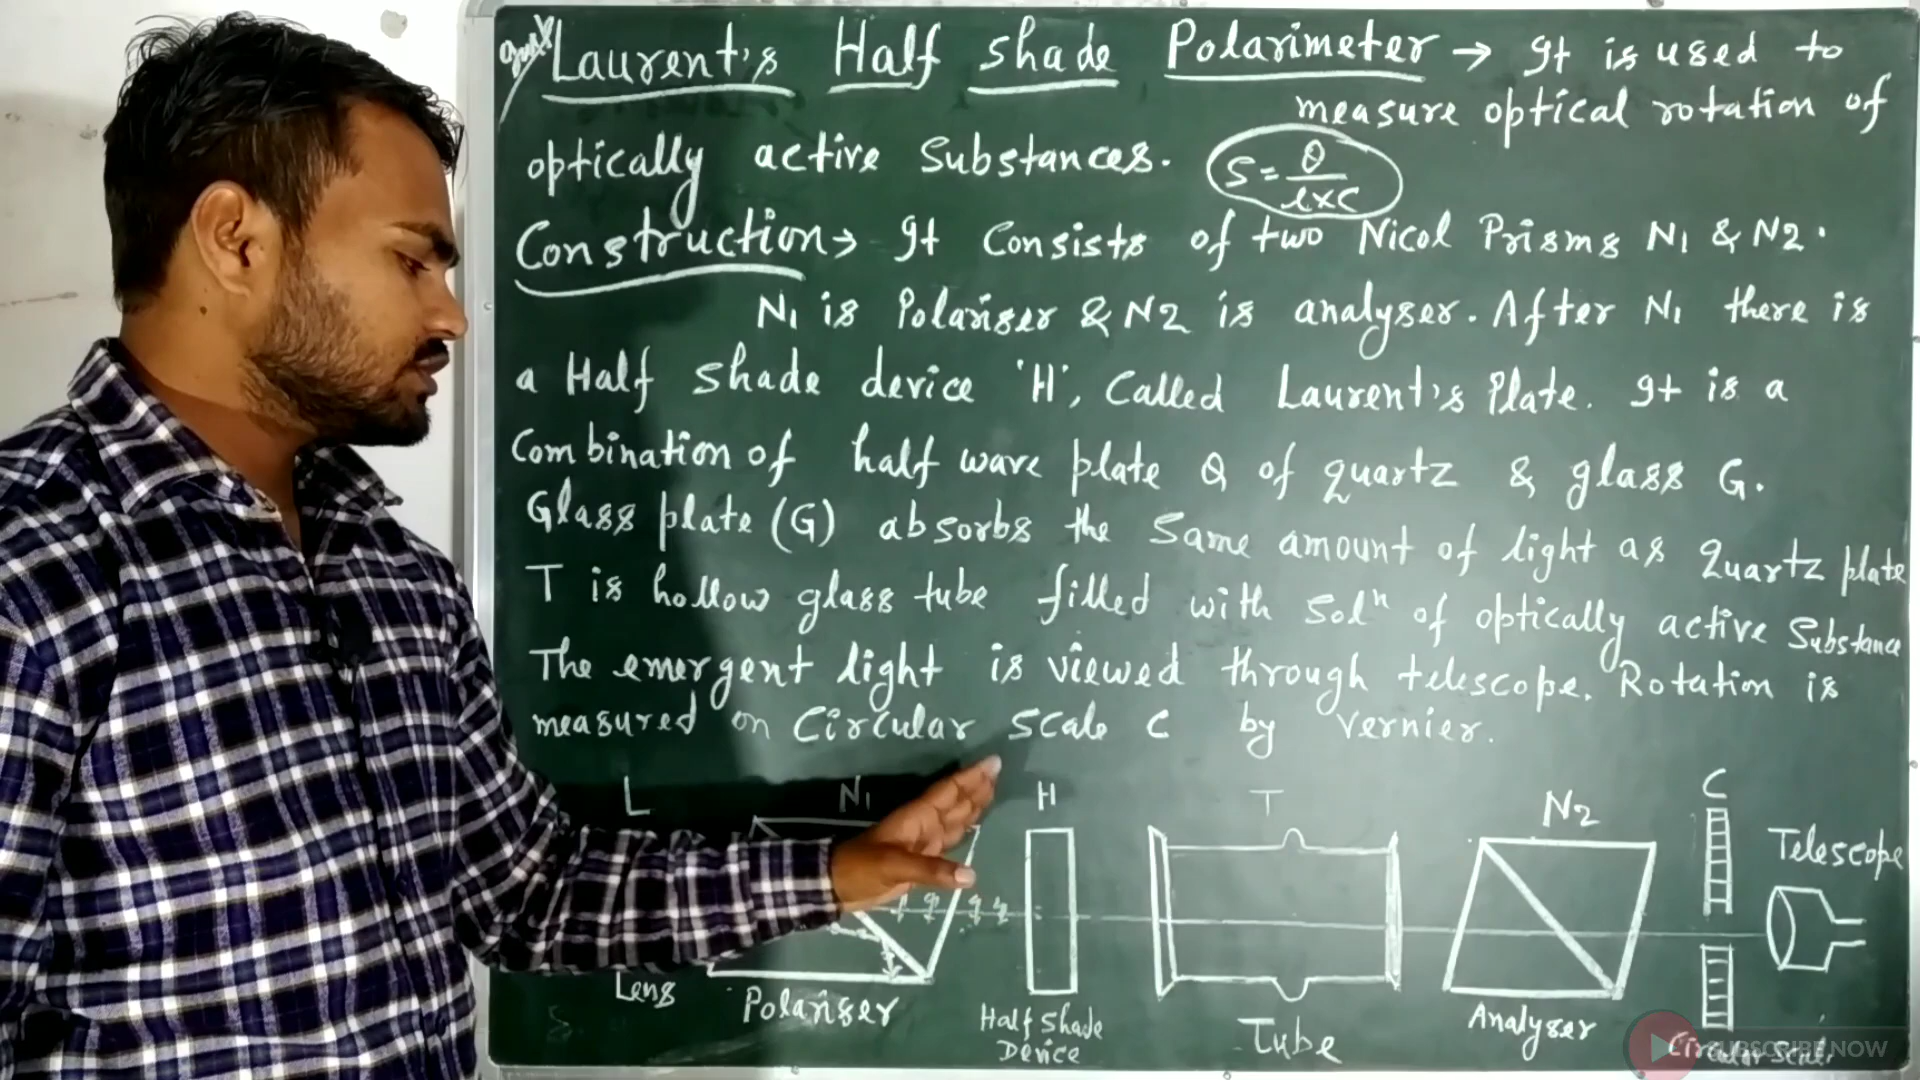 Laurent's Half Shade Polarimeter → It is used to
measure optical rotation of
optically active Substances.
S = θ / l×c
Construction → It Consists of two Nicol Prisms N1 & N2.
N1 is Polariser & N2 is analyser. After N1 there is
a Half shade device 'H', Called Laurent's Plate. It is a
Combination of half wave plate Q of quartz & glass G.
Glass plate (G) absorbs the Same amount of light as Quartz plate
T is hollow glass tube filled with Solⁿ of optically active Substance
The emergent light is viewed through telescope. Rotation is
measured on Circular Scale C by Vernier.
L
N1
H
T
N2
C
Telescope
Lens
Polariser
Half Shade
Device
Tube
Analyser
Circular Scale
SUBSCRIBE NOW